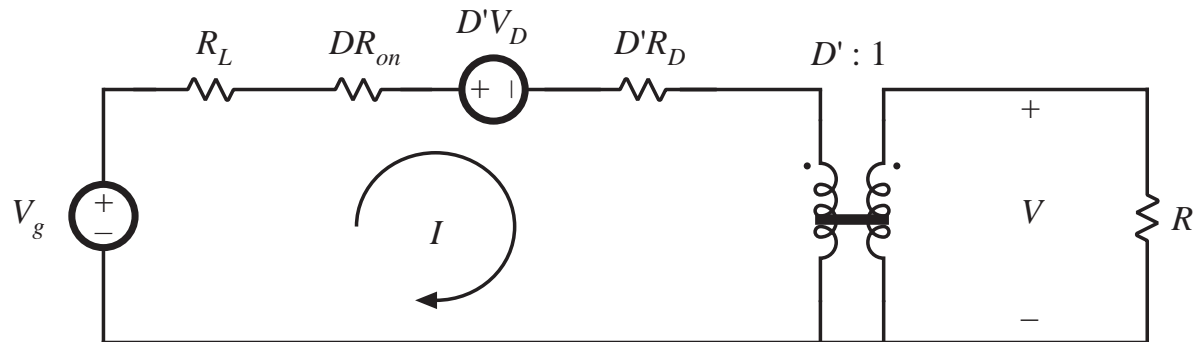 R_L
DR_on
D'V_D
D'R_D
D' : 1
+ −
+
V_g
+
−
I
V
R
−